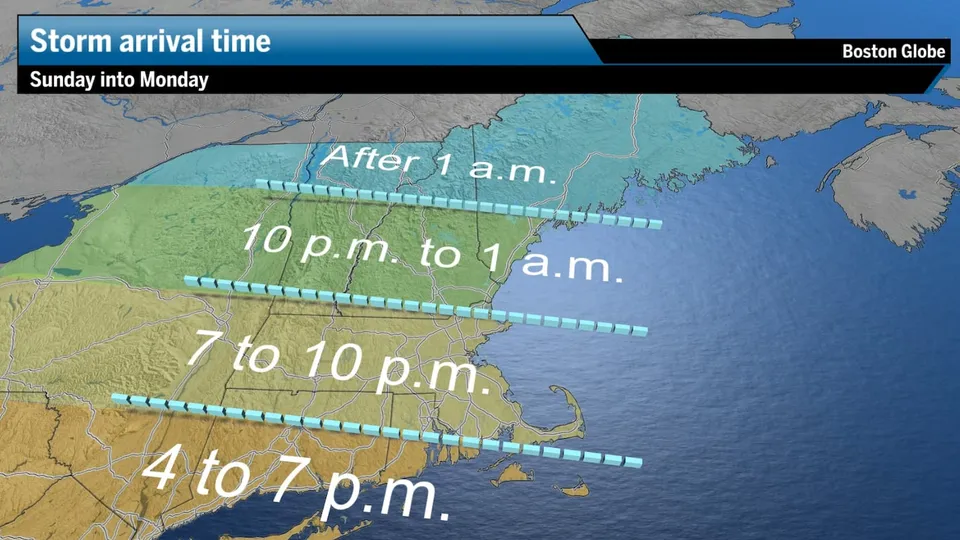 Storm arrival time
Boston Globe
Sunday into Monday
After 1 a.m.
10 p.m. to 1 a.m.
7 to 10 p.m.
4 to 7 p.m.